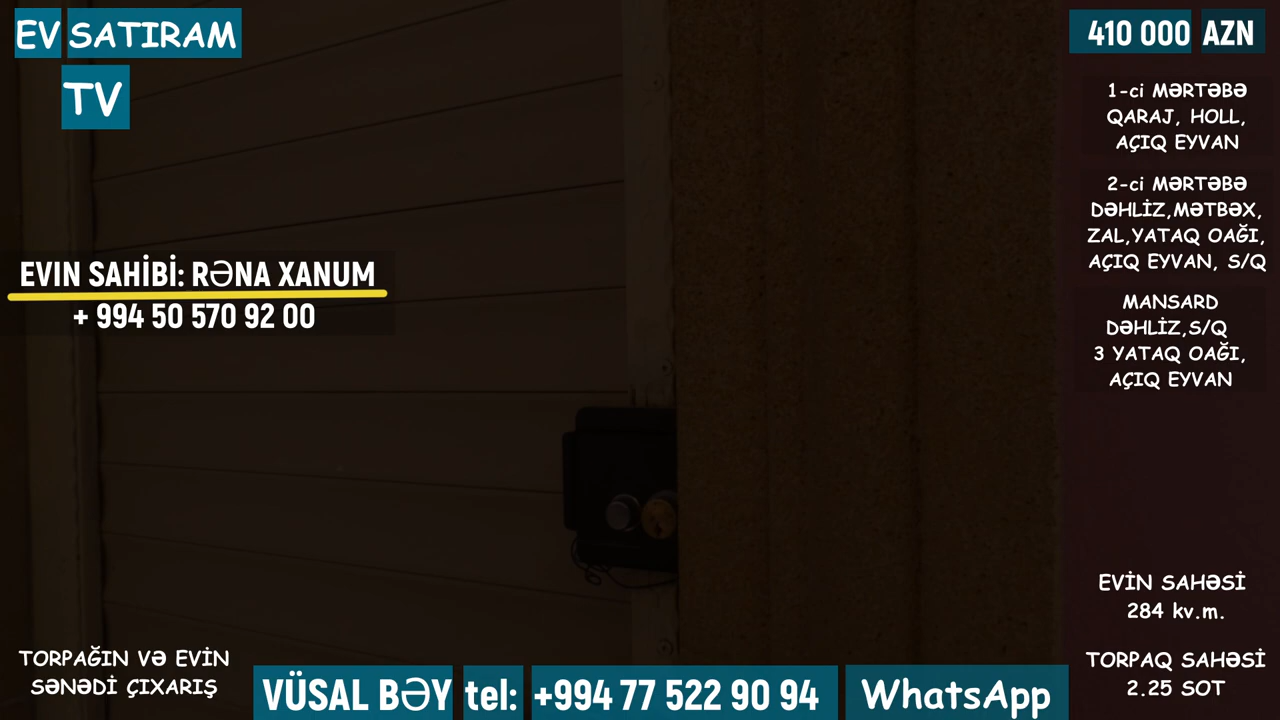 EV SATIRAM
TV
410 000 AZN
1-ci MƏRTƏBƏ
QARAJ, HOLL,
AÇIQ EYVAN
2-ci MƏRTƏBƏ
DƏHLİZ,MƏTBƏX,
ZAL,YATAQ OAĞI,
AÇIQ EYVAN, S/Q
MANSARD
DƏHLİZ,S/Q
3 YATAQ OAĞI,
AÇIQ EYVAN
EVIN SAHİBİ: RƏNA XANUM
+ 994 50 570 92 00
EVİN SAHƏSİ
284 kv.m.
TORPAQ SAHƏSİ
2.25 SOT
TORPAĞIN VƏ EVİN
SƏNƏDİ ÇIXARIŞ
VÜSAL BƏY tel: +994 77 522 90 94 WhatsApp